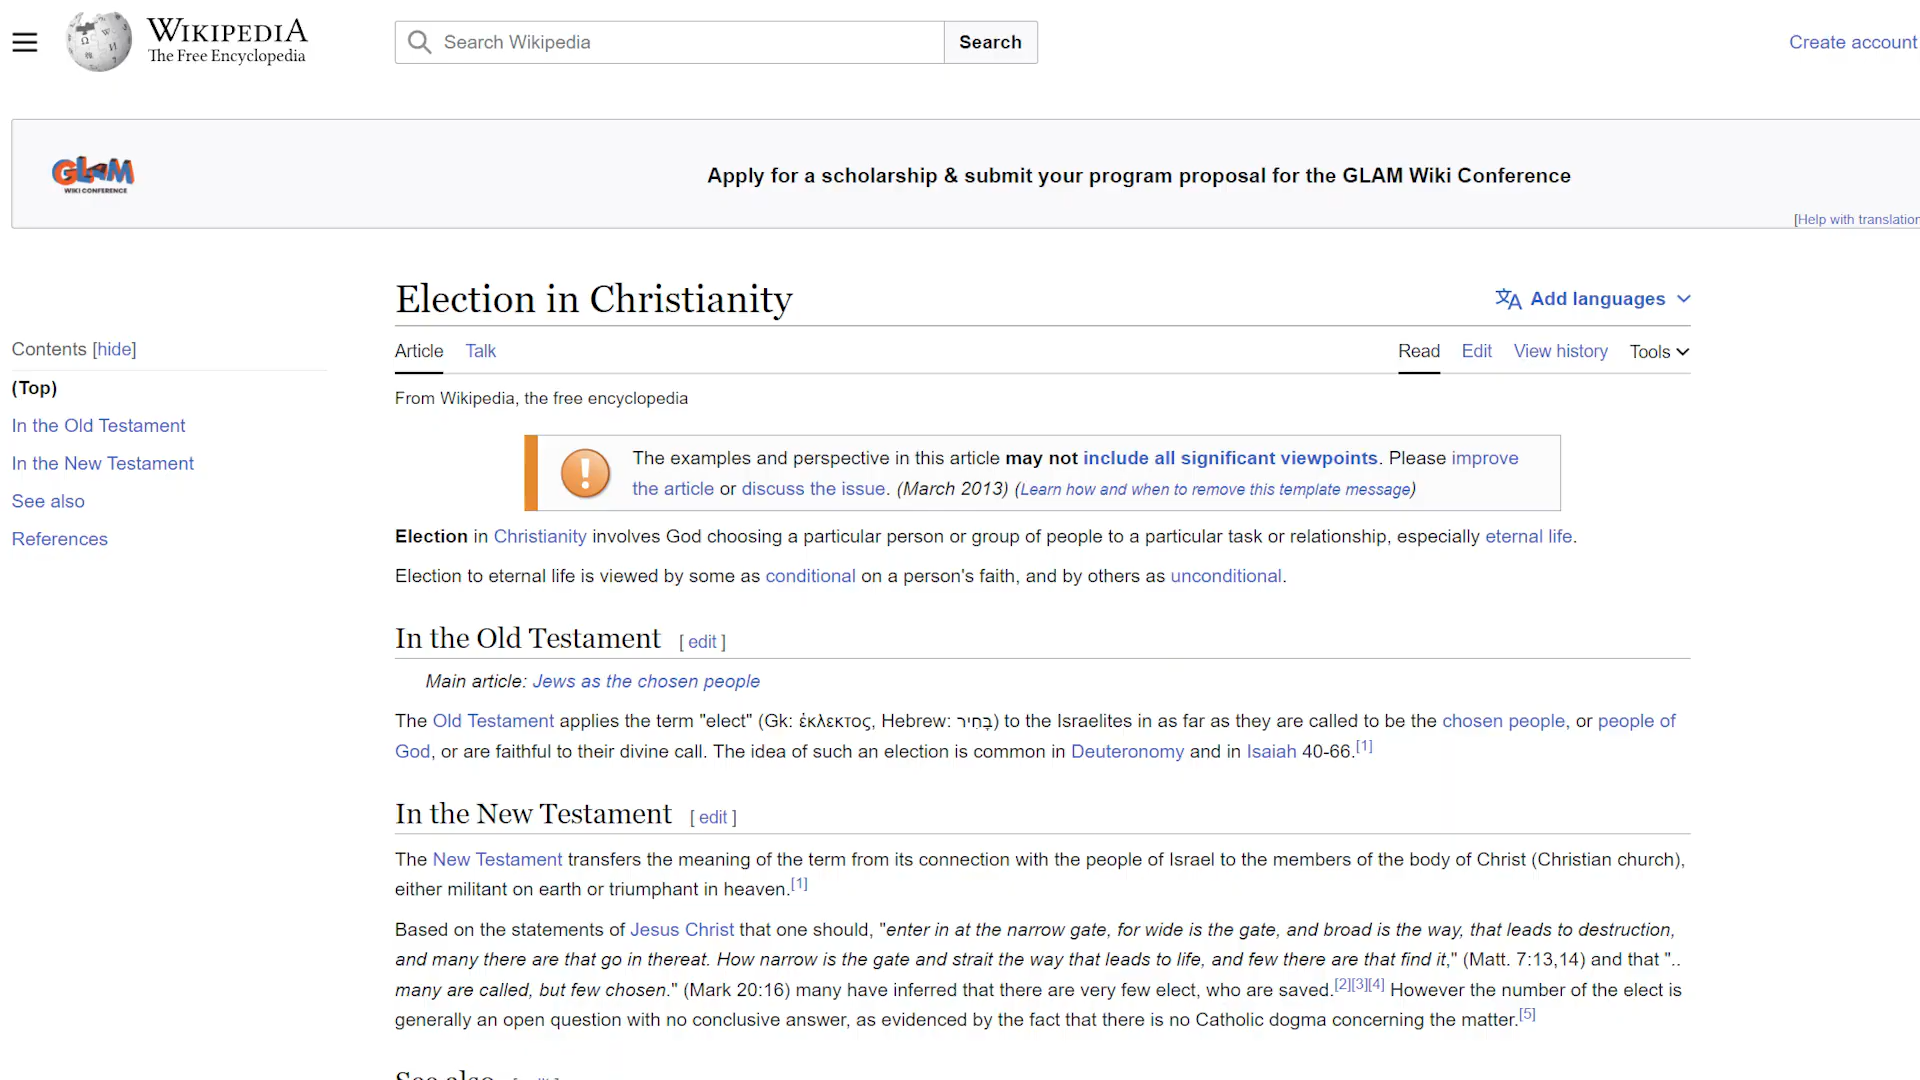 WIKIPEDIA
The Free Encyclopedia
Search Wikipedia
Search
Create account
GLAM
WIKI CONFERENCE
Apply for a scholarship & submit your program proposal for the GLAM Wiki Conference
[Help with translation
Election in Christianity
Add languages
Contents [hide]
(Top)
In the Old Testament
In the New Testament
See also
References
Article Talk
Read Edit View history Tools
From Wikipedia, the free encyclopedia
The examples and perspective in this article may not include all significant viewpoints. Please improve
the article or discuss the issue. (March 2013) (Learn how and when to remove this template message)
Election in Christianity involves God choosing a particular person or group of people to a particular task or relationship, especially eternal life.
Election to eternal life is viewed by some as conditional on a person's faith, and by others as unconditional.
In the Old Testament [ edit ]
Main article: Jews as the chosen people
The Old Testament applies the term "elect" (Gk: ἐκλεκτος, Hebrew: בָּחִיר) to the Israelites in as far as they are called to be the chosen people, or people of
God, or are faithful to their divine call. The idea of such an election is common in Deuteronomy and in Isaiah 40-66.[1]
In the New Testament [ edit ]
The New Testament transfers the meaning of the term from its connection with the people of Israel to the members of the body of Christ (Christian church),
either militant on earth or triumphant in heaven.[1]
Based on the statements of Jesus Christ that one should, "enter in at the narrow gate, for wide is the gate, and broad is the way, that leads to destruction,
and many there are that go in thereat. How narrow is the gate and strait the way that leads to life, and few there are that find it," (Matt. 7:13,14) and that "..
many are called, but few chosen." (Mark 20:16) many have inferred that there are very few elect, who are saved.[2][3][4] However the number of the elect is
generally an open question with no conclusive answer, as evidenced by the fact that there is no Catholic dogma concerning the matter.[5]
See also [ edit ]